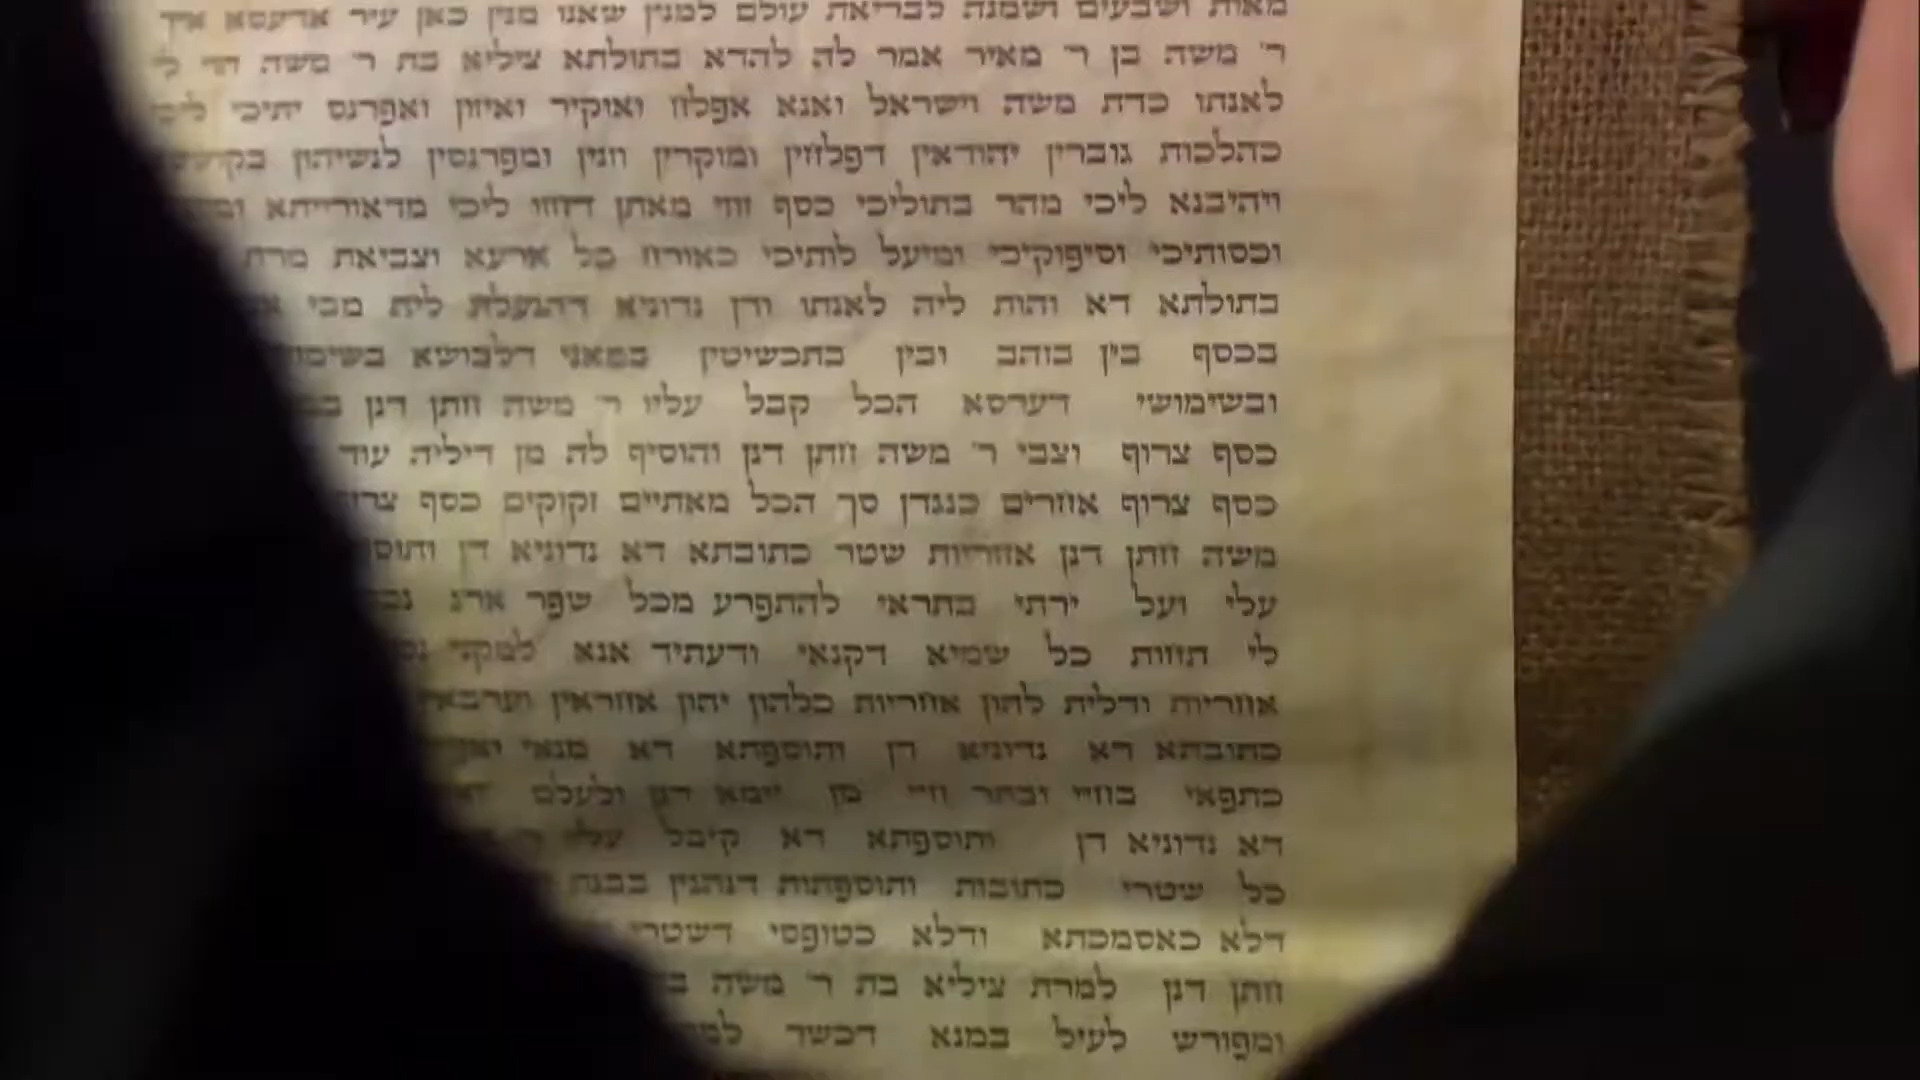 מאות ושבעים ושמנה לבריאת עולם למנין שאנו מנין כאן עיר אדעסא איך
ר' משה בן ר' מאיר אמר לה להדא בתולתא ציליא בת ר' משה הוי לי
לאנתו כדת משה וישראל ואנא אפלח ואוקיר ואיזון ואפרנס יתיכי ליכי
כהלכות גוברין יהודאין דפלחין ומוקרין וזנין ומפרנסין לנשיהון
ויהיבנא ליכי מהר בתוליכי כסף זוזי מאתן דחזו ליכי מדאורייתא
וכסותיכי וסיפוקיכי ומיעל לותיכי כאורח כל ארעא וצביאת מרת
בתולתא דא והות ליה לאנתו ודן נדוניא דהנעלת לית מבי
בכסף בין בזהב ובין בתכשיטין במאני דלבושא
ובשימושי דערסא הכל קבל עליו ר' משה חתן דנן
כסף צרוף וצבי ר' משה חתן דנן והוסיף לה מן דיליה עוד
כסף צרוף אחרים כנגדן סך הכל מאתיים זקוקים כסף
משה חתן דנן אחריות שטר כתובתא דא נדוניא דן
עלי ועל ירתי בתראי להתפרע מכל שפר ארג
לי תחות כל שמיא דקנאי ודעתיד אנא למקני
אחריות ודלית להון אחריות כלהון יהון אחראין
כתובתא דא נדוניא דן ותוספתא דא מנאי
כתפאי בחיי ובתר חיי מן יומא דנן ולעלם
דא נדוניא דן ותוספתא דא קיבל עליו
כל שטרי כתובות ותוספתות דנהגין בבנת
דלא כאסמכתא ודלא כטופסי דשטרי
חתן דנן למרת ציליא בת ר' משה
ומפורש לעיל במנא דכשר